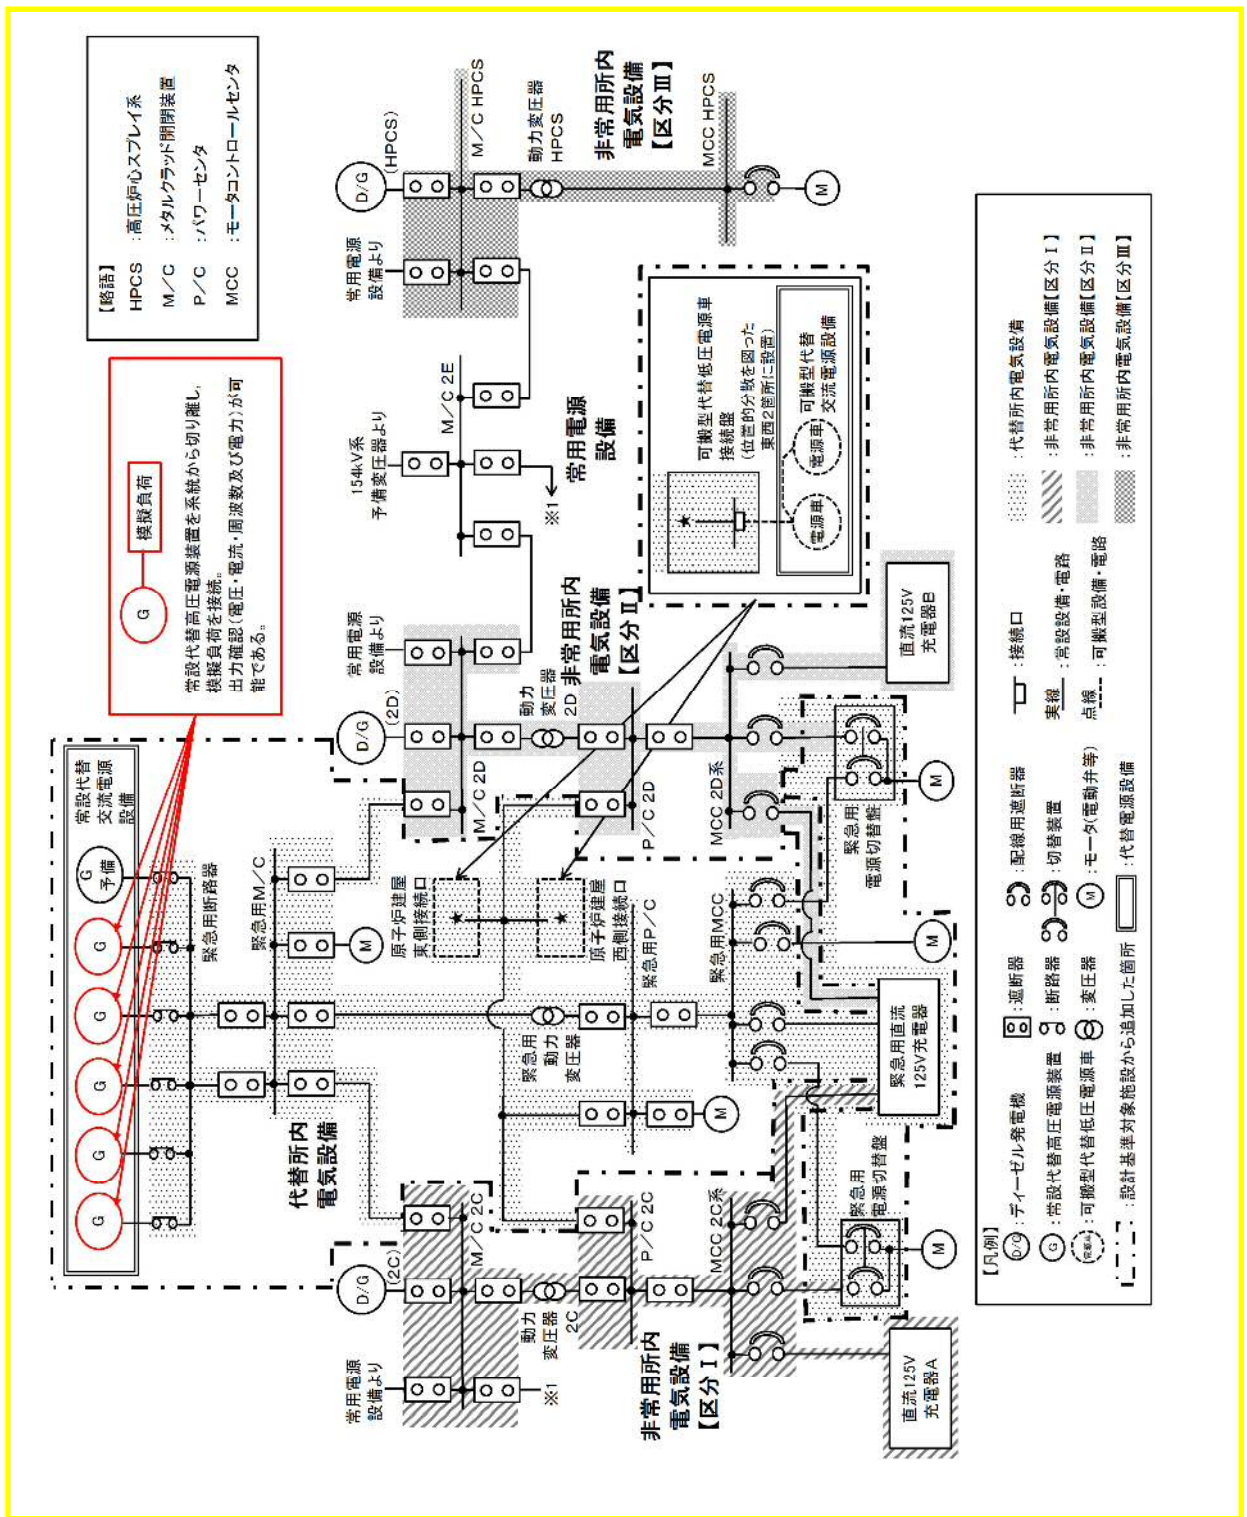 常設代替
交流電源
設備
G
予備
G
G
G
G
G
G
模擬負荷
常設代替高圧電源装置を系統から切り離し,
模擬負荷を接続。
出力確認(電圧・電流・周波数及び電力)が可
能である。
【略語】
HPCS :高圧炉心スプレイ系
M/C :メタルクラッド開閉装置
P/C :パワーセンタ
MCC :モータコントロールセンタ
緊急用断路器
緊急用M/C
M
代替所内
電気設備
常用電源
設備より
D/G
(2C)
M/C 2C
※1
動力
変圧器
2C
非常用所内
電気設備
【区分Ⅰ】
P/C 2C
MCC 2C系
直流125V
充電器A
緊急用
電源切替盤
M
緊急用
動力
変圧器
緊急用P/C
M
緊急用MCC
M
緊急用直流
125V充電器
原子炉建屋
東側接続口
原子炉建屋
西側接続口
D/G
(2D)
常用電源
設備より
M/C 2D
動力
変圧器
2D
非常用所内
電気設備
【区分Ⅱ】
P/C 2D
MCC 2D系
緊急用
電源切替盤
M
直流125V
充電器B
154kV系
予備変圧器より
M/C 2E
※1
常用電源
設備
可搬型代替低圧電源車
接続盤
(位置的分散を図った
東西2箇所に設置)
可搬型代替
交流電源設備
電源車
電源車
常用電源
設備より
D/G
(HPCS)
M/C HPCS
動力変圧器
HPCS
非常用所内
電気設備
【区分Ⅲ】
MCC HPCS
M
【凡例】
D/G :ディーゼル発電機
G :常設代替高圧電源装置
電源車 :可搬型代替低圧電源車
:設計基準対象施設から追加した箇所
:遮断器
:断路器
:変圧器
:配線用遮断器
:切替装置
M :モータ(電動弁等)
:代替電源設備
:接続口
実線 :常設設備・電路
点線 :可搬型設備・電路
:代替所内電気設備
:非常用所内電気設備【区分Ⅰ】
:非常用所内電気設備【区分Ⅱ】
:非常用所内電気設備【区分Ⅲ】